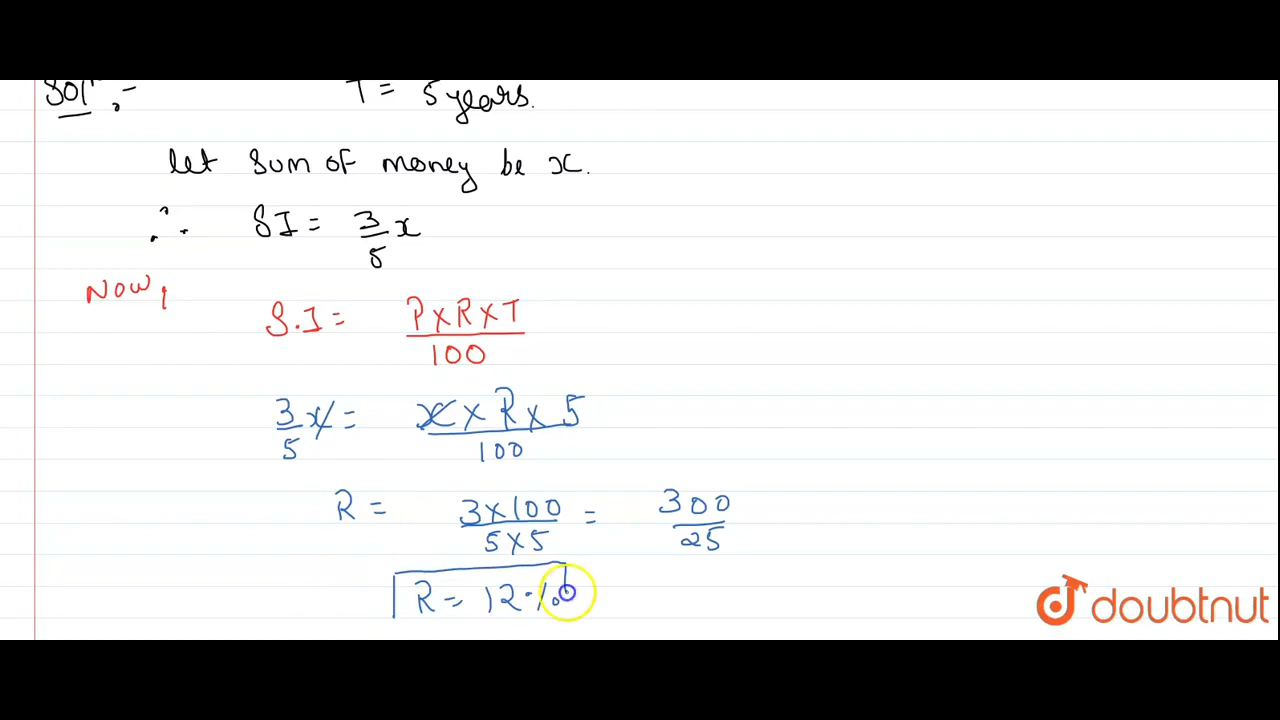 Solⁿ :- T = 5 years.
let sum of money be x.
∴ SI = 3/5 x
Now,
S.I = P×R×T/100
3/5 x = x×R×5/100
R = 3×100/5×5 = 300/25
R = 12%
doubtnut